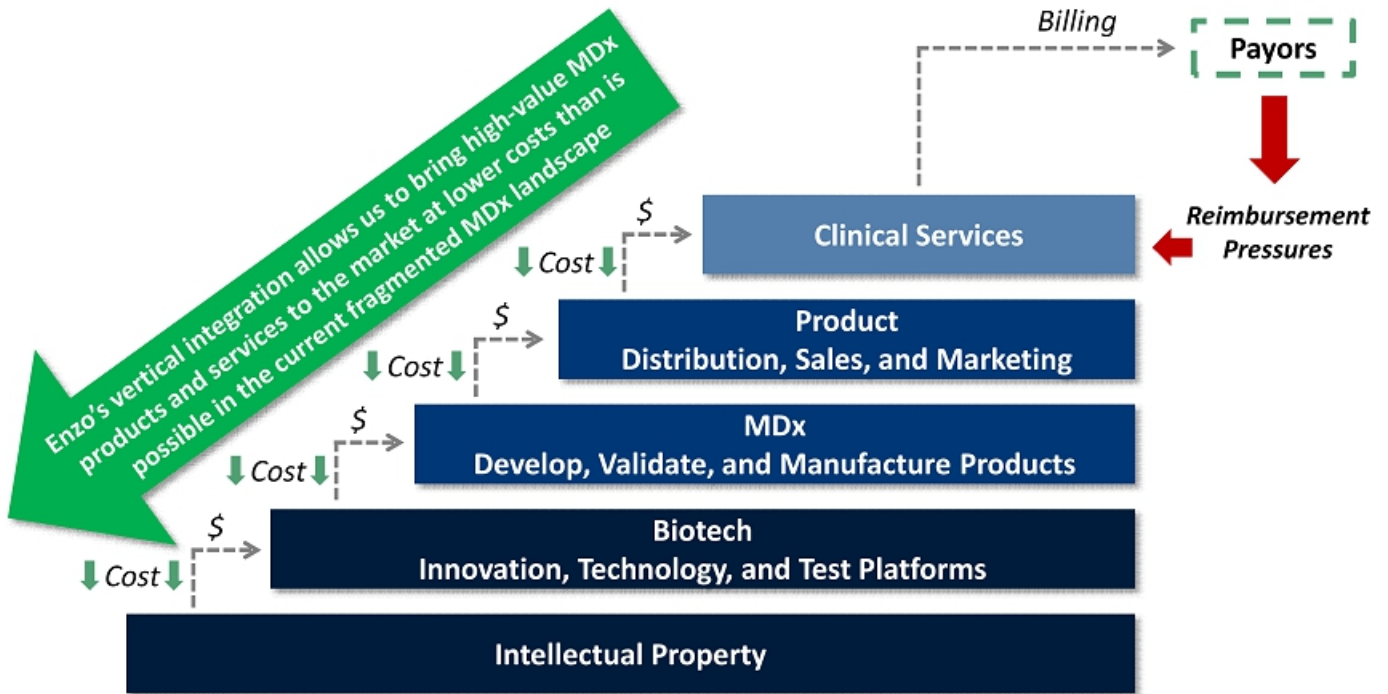 Billing
Payors
Enzo's vertical integration allows us to bring high-value MDx
products and services to the market at lower costs than is
possible in the current fragmented MDx landscape
Reimbursement
Pressures
$
Clinical Services
Cost
$
Product
Distribution, Sales, and Marketing
Cost
$
MDx
Develop, Validate, and Manufacture Products
Cost
$
Biotech
Innovation, Technology, and Test Platforms
Cost
Intellectual Property